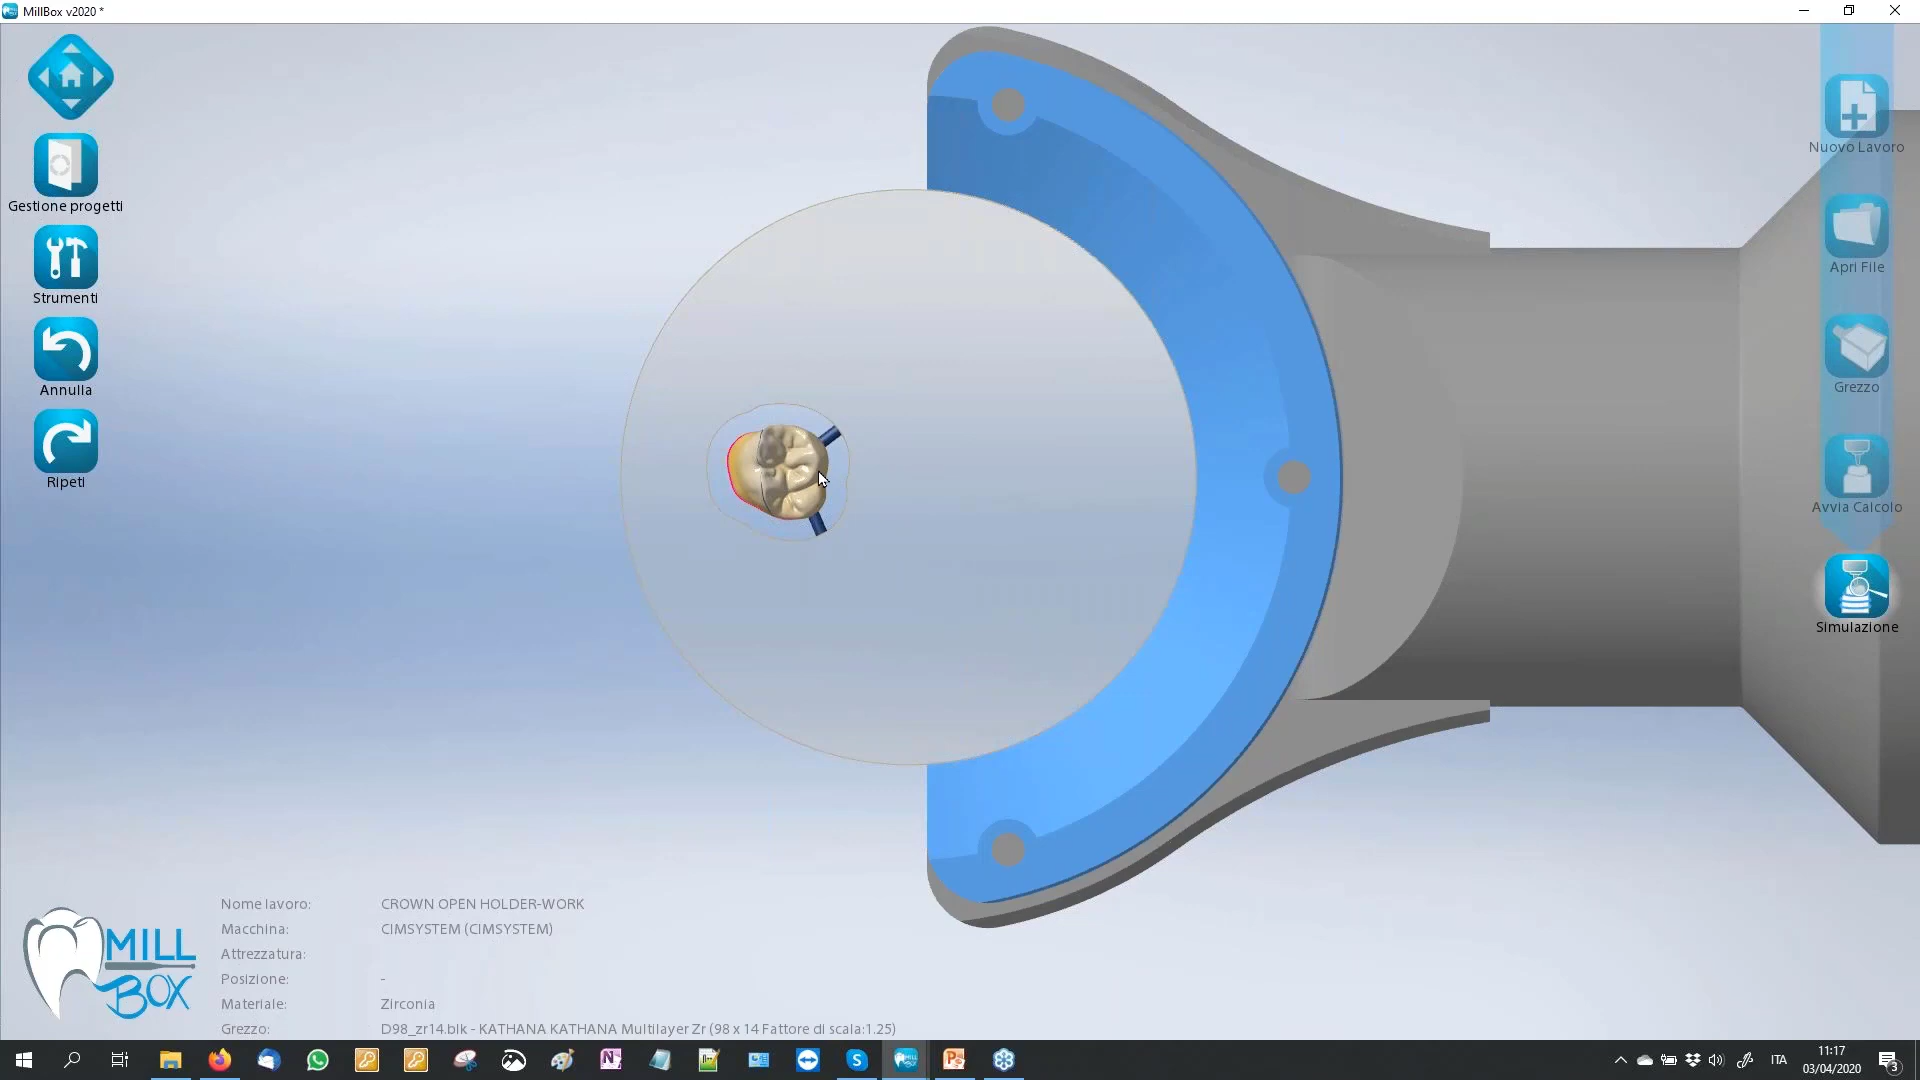 MillBox v2020 *
Gestione progetti
Strumenti
Annulla
Ripeti
Nuovo Lavoro
Apri File
Grezzo
Avvia Calcolo
Simulazione
MILL
BOX
Nome lavoro: CROWN OPEN HOLDER-WORK
Macchina: CIMSYSTEM (CIMSYSTEM)
Attrezzatura:
Posizione: -
Materiale: Zirconia
Grezzo: D98_zr14.blk - KATHANA KATHANA Multilayer Zr (98 x 14 Fattore di scala:1.25)
ITA
11:17
03/04/2020
3